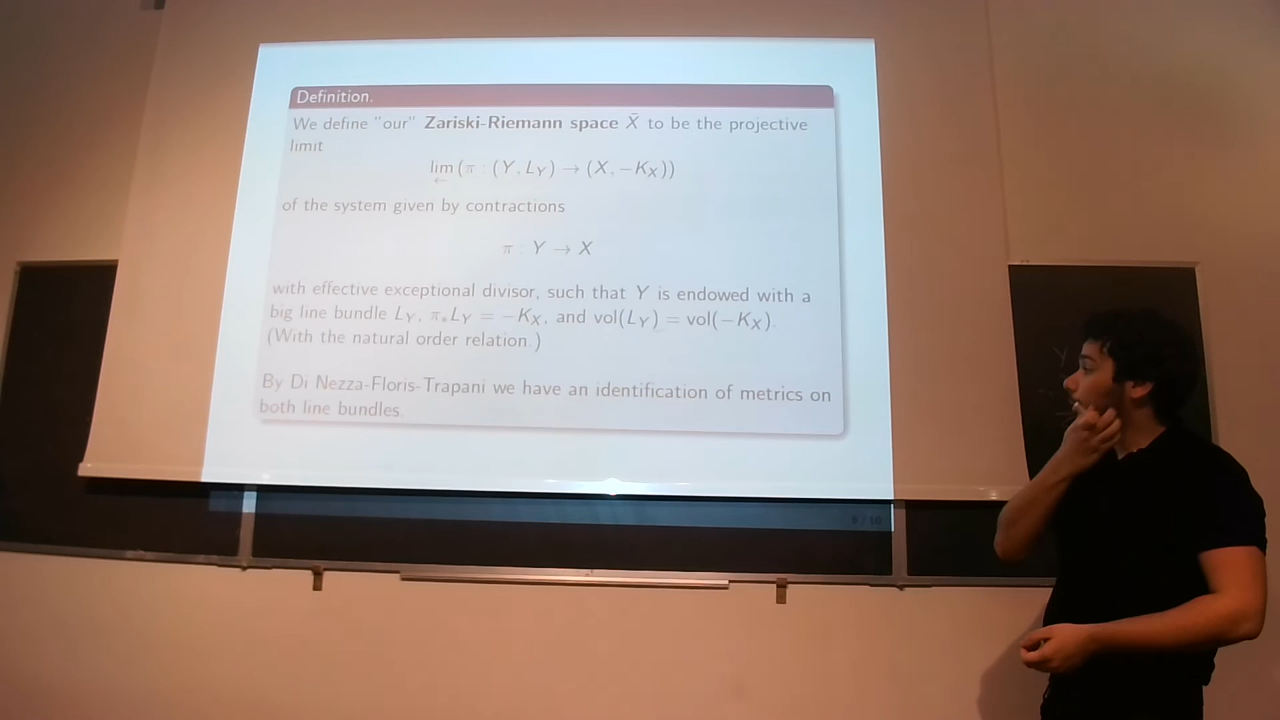 Definition.
We define "our" Zariski-Riemann space X̄ to be the projective
limit
lim (π : (Y, L_Y) → (X, −K_X))
←
of the system given by contractions
π : Y → X
with effective exceptional divisor, such that Y is endowed with a
big line bundle L_Y, π_*L_Y = −K_X, and vol(L_Y) = vol(−K_X).
(With the natural order relation.)
By Di Nezza-Floris-Trapani we have an identification of metrics on
both line bundles.
9 / 10